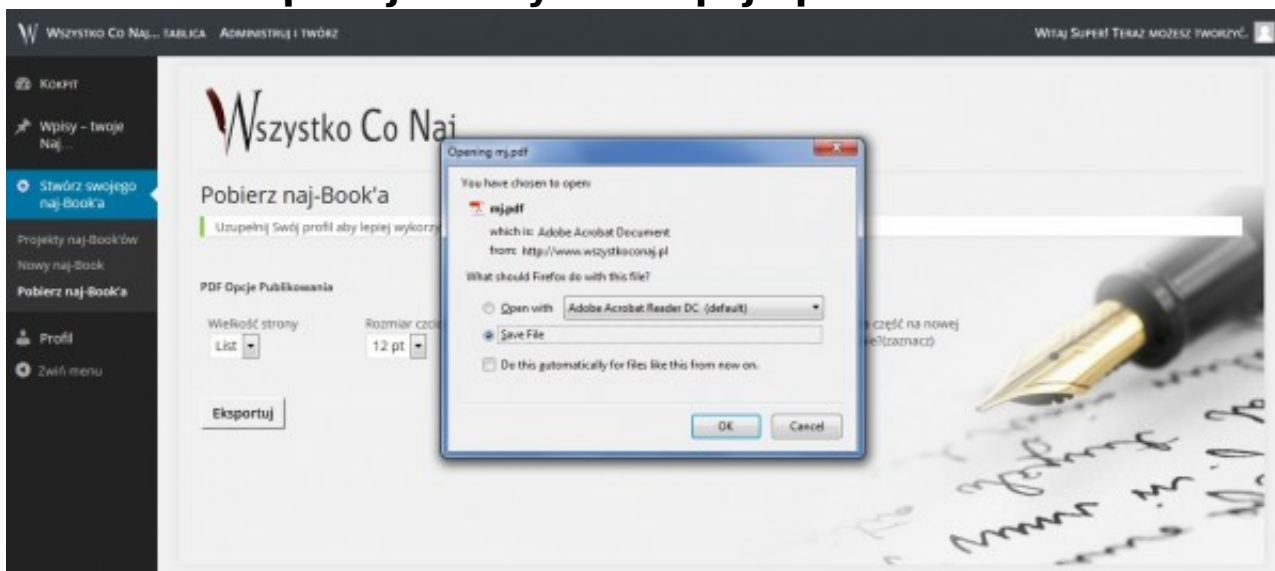 Wszystko Co Naj... tablica Administruj i twórz
Witaj Super! Teraz możesz tworzyć.
Kokpit
Wpisy – twoje
Naj...
Stwórz swojego
naj-Book'a
Projekty naj-Book'ów
Nowy naj-Book
Pobierz naj-Book'a
Profil
Zwiń menu
Wszystko Co Naj
Pobierz naj-Book'a
Uzupełnij Swój profil aby lepiej wykorzy
PDF Opcje Publikowania
Wielkość strony
List
Rozmiar czcio
12 pt
część na nowej
(zaznacz)
Eksportuj
Opening mj.pdf
You have chosen to open:
mj.pdf
which is: Adobe Acrobat Document
from: http://www.wszystkoconaj.pl
What should Firefox do with this file?
Open with Adobe Acrobat Reader DC (default)
Save File
Do this automatically for files like this from now on.
OK Cancel